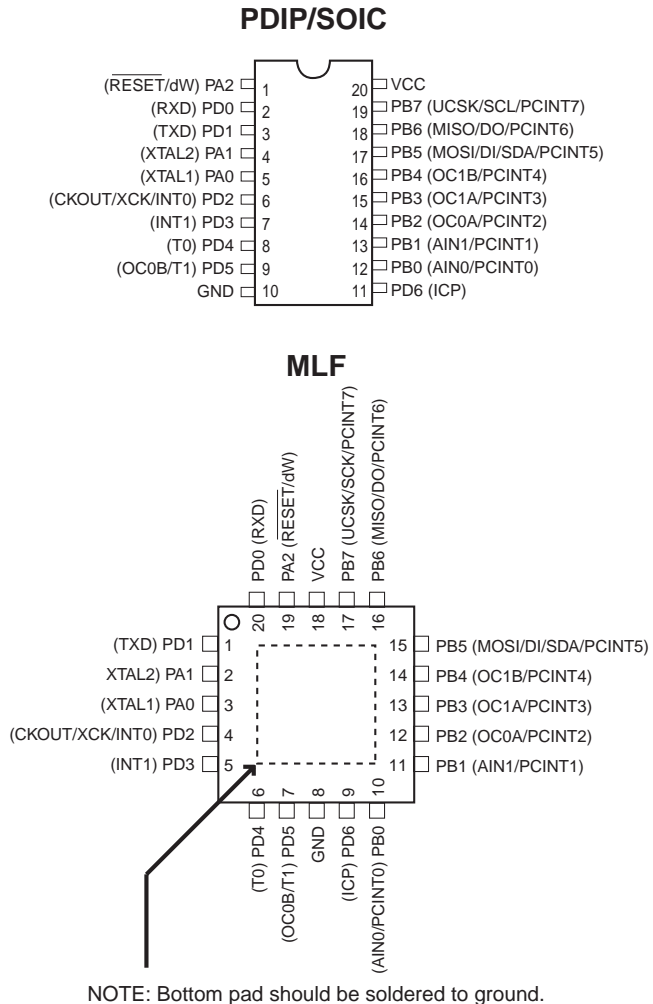 PDIP/SOIC
(RESET/dW) PA2 1 20 VCC
(RXD) PD0 2 19 PB7 (UCSK/SCL/PCINT7)
(TXD) PD1 3 18 PB6 (MISO/DO/PCINT6)
(XTAL2) PA1 4 17 PB5 (MOSI/DI/SDA/PCINT5)
(XTAL1) PA0 5 16 PB4 (OC1B/PCINT4)
(CKOUT/XCK/INT0) PD2 6 15 PB3 (OC1A/PCINT3)
(INT1) PD3 7 14 PB2 (OC0A/PCINT2)
(T0) PD4 8 13 PB1 (AIN1/PCINT1)
(OC0B/T1) PD5 9 12 PB0 (AIN0/PCINT0)
GND 10 11 PD6 (ICP)
MLF
PD0 (RXD)
PA2 (RESET/dW)
VCC
PB7 (UCSK/SCK/PCINT7)
PB6 (MISO/DO/PCINT6)
20 19 18 17 16
(TXD) PD1 1 15 PB5 (MOSI/DI/SDA/PCINT5)
XTAL2) PA1 2 14 PB4 (OC1B/PCINT4)
(XTAL1) PA0 3 13 PB3 (OC1A/PCINT3)
(CKOUT/XCK/INT0) PD2 4 12 PB2 (OC0A/PCINT2)
(INT1) PD3 5 11 PB1 (AIN1/PCINT1)
6 7 8 9 10
(T0) PD4
(OC0B/T1) PD5
GND
(ICP) PD6
(AIN0/PCINT0) PB0
NOTE: Bottom pad should be soldered to ground.